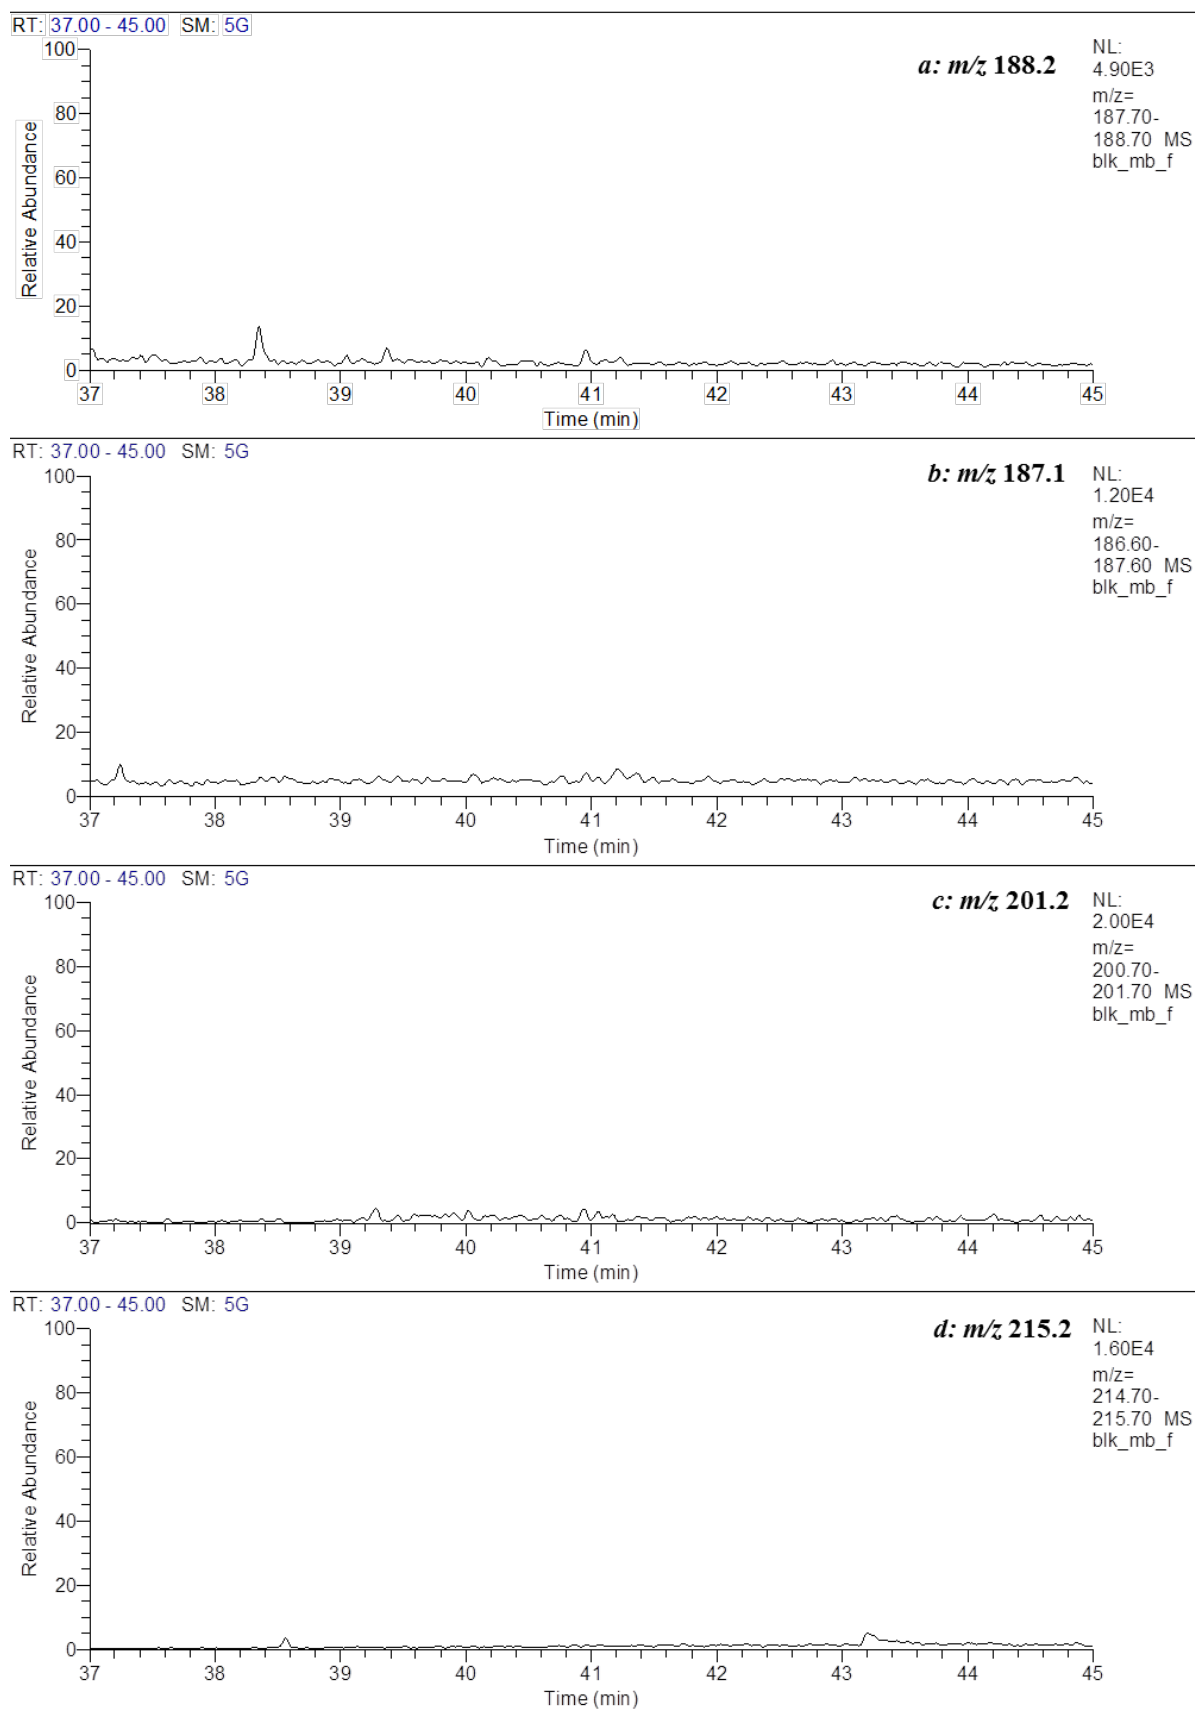 RT: 37.00 - 45.00 SM: 5G
a: m/z 188.2
NL:
4.90E3
m/z=
187.70-
188.70 MS
blk_mb_f
100
80
60
40
20
0
Relative Abundance
37 38 39 40 41 42 43 44 45
Time (min)
RT: 37.00 - 45.00 SM: 5G
b: m/z 187.1
NL:
1.20E4
m/z=
186.60-
187.60 MS
blk_mb_f
100
80
60
40
20
0
Relative Abundance
37 38 39 40 41 42 43 44 45
Time (min)
RT: 37.00 - 45.00 SM: 5G
c: m/z 201.2
NL:
2.00E4
m/z=
200.70-
201.70 MS
blk_mb_f
100
80
60
40
20
0
Relative Abundance
37 38 39 40 41 42 43 44 45
Time (min)
RT: 37.00 - 45.00 SM: 5G
d: m/z 215.2
NL:
1.60E4
m/z=
214.70-
215.70 MS
blk_mb_f
100
80
60
40
20
0
Relative Abundance
37 38 39 40 41 42 43 44 45
Time (min)